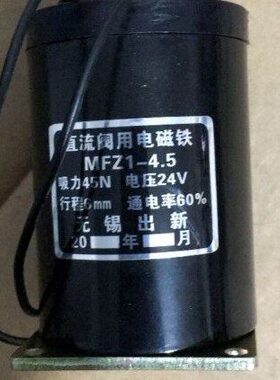 直流阀用电磁铁
MFZ1-4.5
吸力45N 电压24V
行程6mm 通电率60%
无锡出新
20 年 月